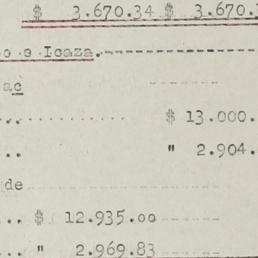 $ 3.670.34 $ 3.670.
o e Icaza.
ac
$ 13.000.
" 2.904.
de
$ 12.935.00
" 2.969.83